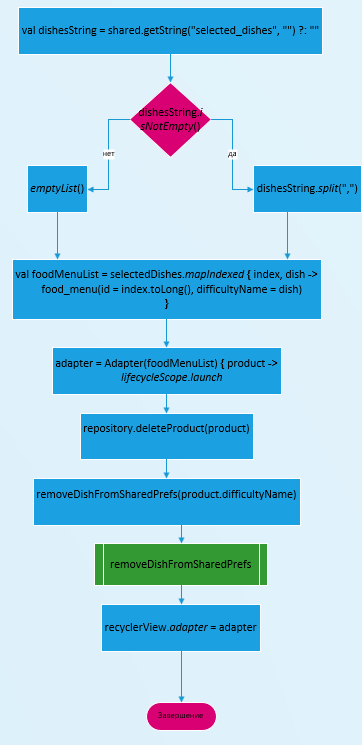 val dishesString = shared.getString("selected_dishes", "") ?: ""
dishesString.i
sNotEmpty()
нет
да
emptyList()
dishesString.split(",")
val foodMenuList = selectedDishes.mapIndexed { index, dish ->
food_menu(id = index.toLong(), difficultyName = dish)
}
adapter = Adapter(foodMenuList) { product ->
lifecycleScope.launch
repository.deleteProduct(product)
removeDishFromSharedPrefs(product.difficultyName)
removeDishFromSharedPrefs
recyclerView.adapter = adapter
Завершение